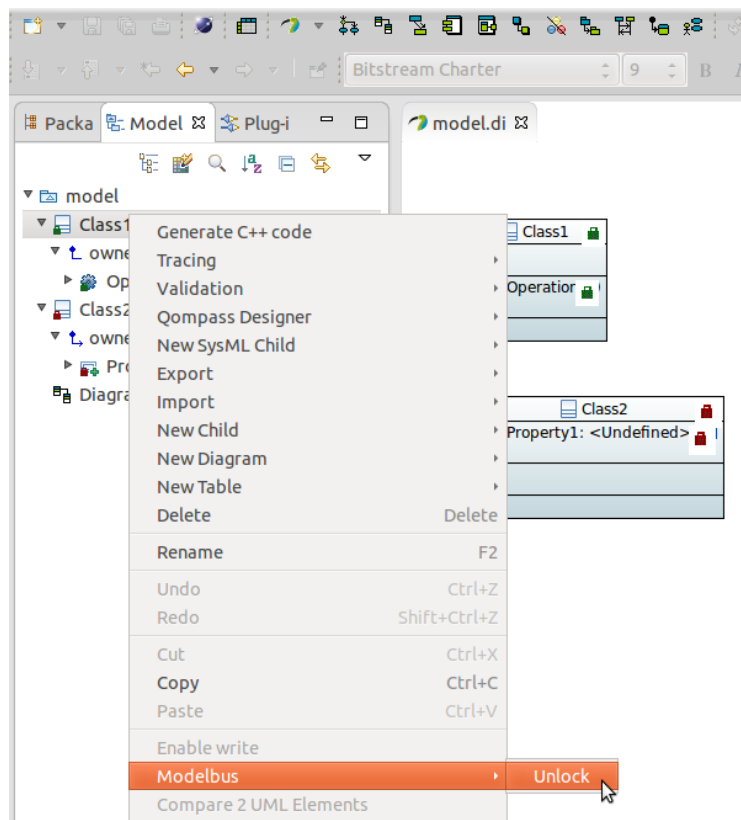 Bitstream Charter 9 B
Packa Model Plug-i model.di
a
z
model
Class1
owne
Op
Class2
owne
Pro
Diagra
Generate C++ code
Tracing
Validation
Qompass Designer
New SysML Child
Export
Import
New Child
New Diagram
New Table
Delete Delete
Rename F2
Undo Ctrl+Z
Redo Shift+Ctrl+Z
Cut Ctrl+X
Copy Ctrl+C
Paste Ctrl+V
Enable write
Modelbus Unlock
Compare 2 UML Elements
Class1
Operation
Class2
Property1: <Undefined>